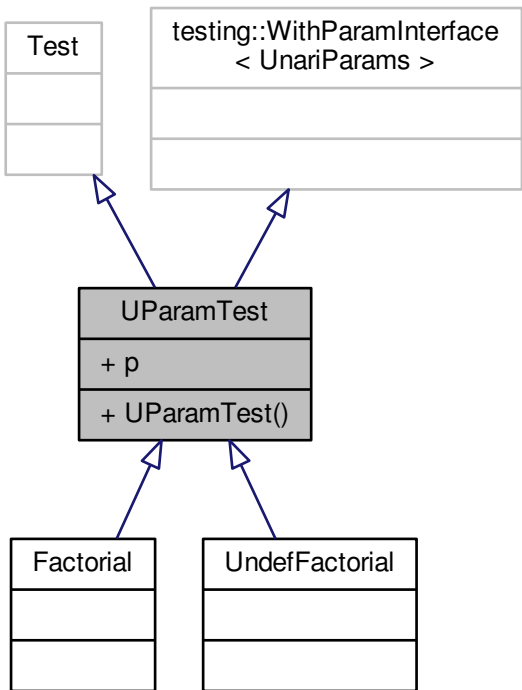 Test
testing::WithParamInterface
< UnariParams >
UParamTest
+ p
+ UParamTest()
Factorial
UndefFactorial